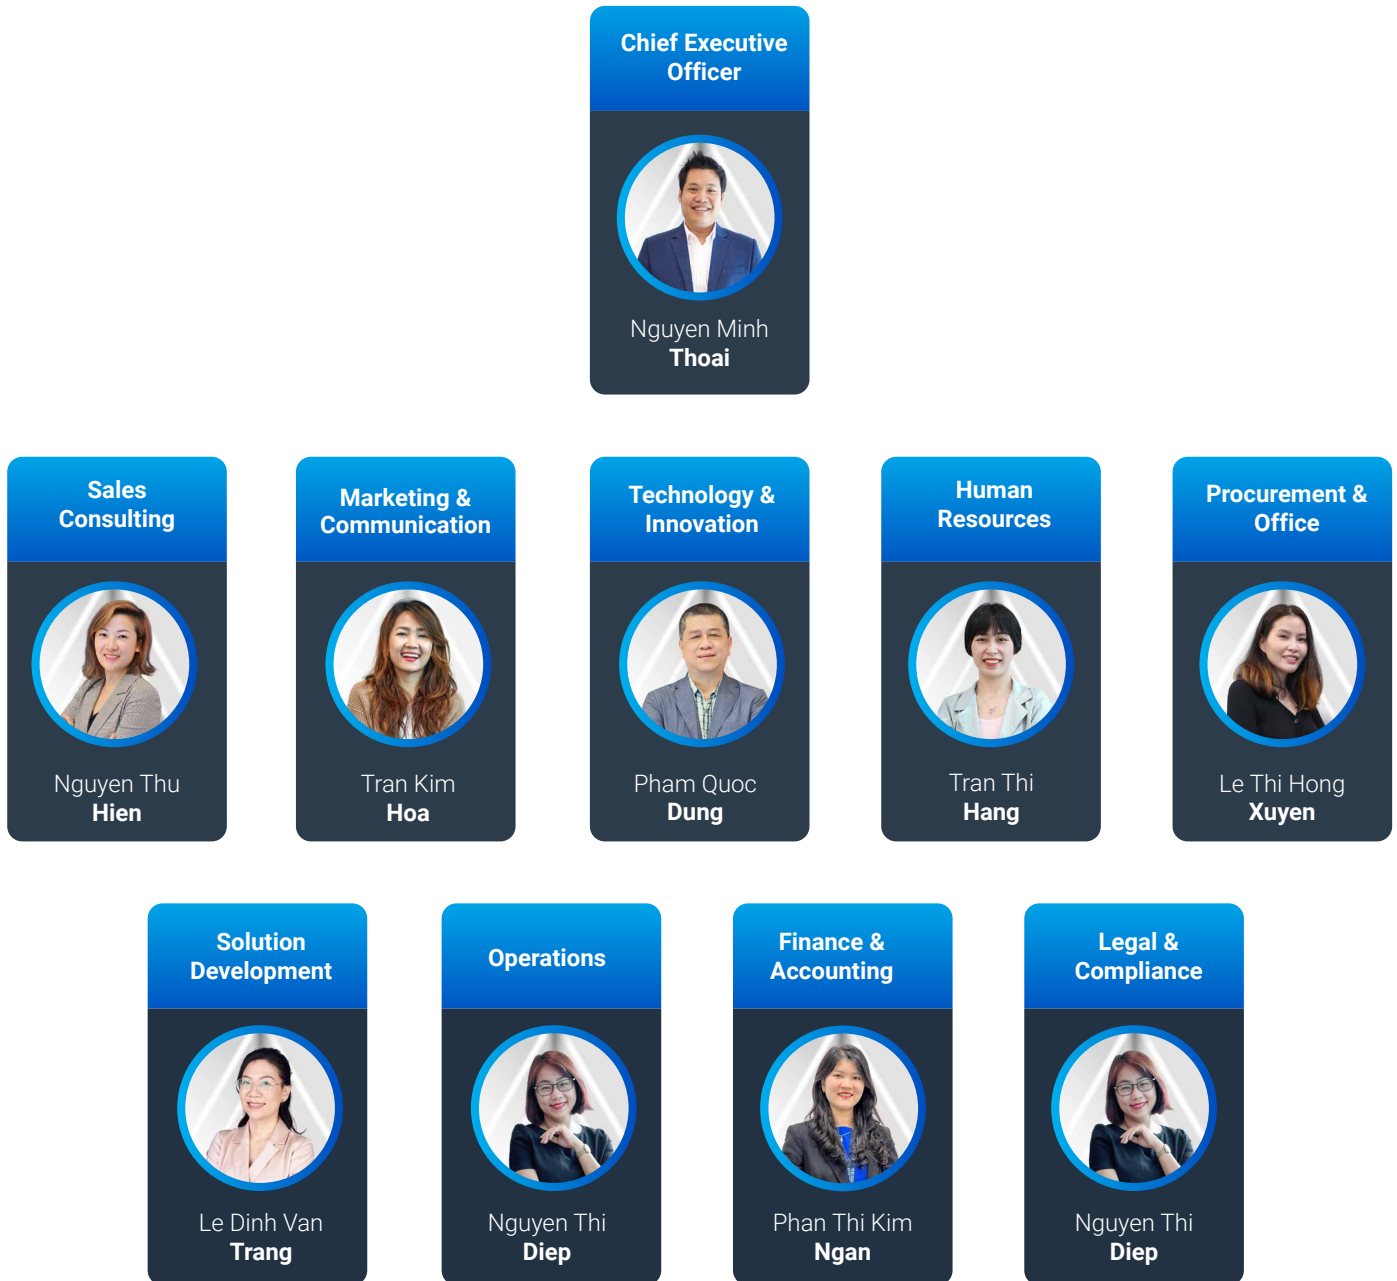 Chief Executive
Officer
Nguyen Minh
Thoai
Sales
Consulting
Nguyen Thu
Hien
Marketing &
Communication
Tran Kim
Hoa
Technology &
Innovation
Pham Quoc
Dung
Human
Resources
Tran Thi
Hang
Procurement &
Office
Le Thi Hong
Xuyen
Solution
Development
Le Dinh Van
Trang
Operations
Nguyen Thi
Diep
Finance &
Accounting
Phan Thi Kim
Ngan
Legal &
Compliance
Nguyen Thi
Diep